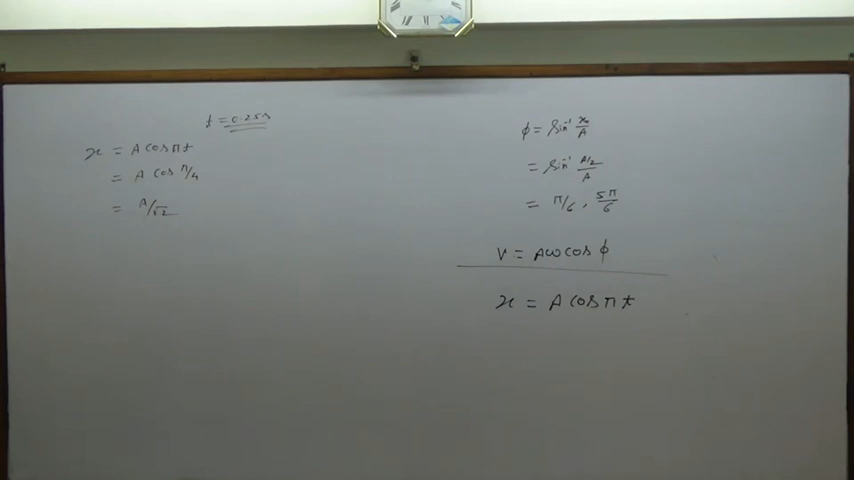 t = 0.25s
x = A cos πt
= A cos π/4
= A/√2
ϕ = sin⁻¹ x₀/A
= sin⁻¹ (A/2)/A
= π/6 , 5π/6
v = Aω cos ϕ
x = A cos π t